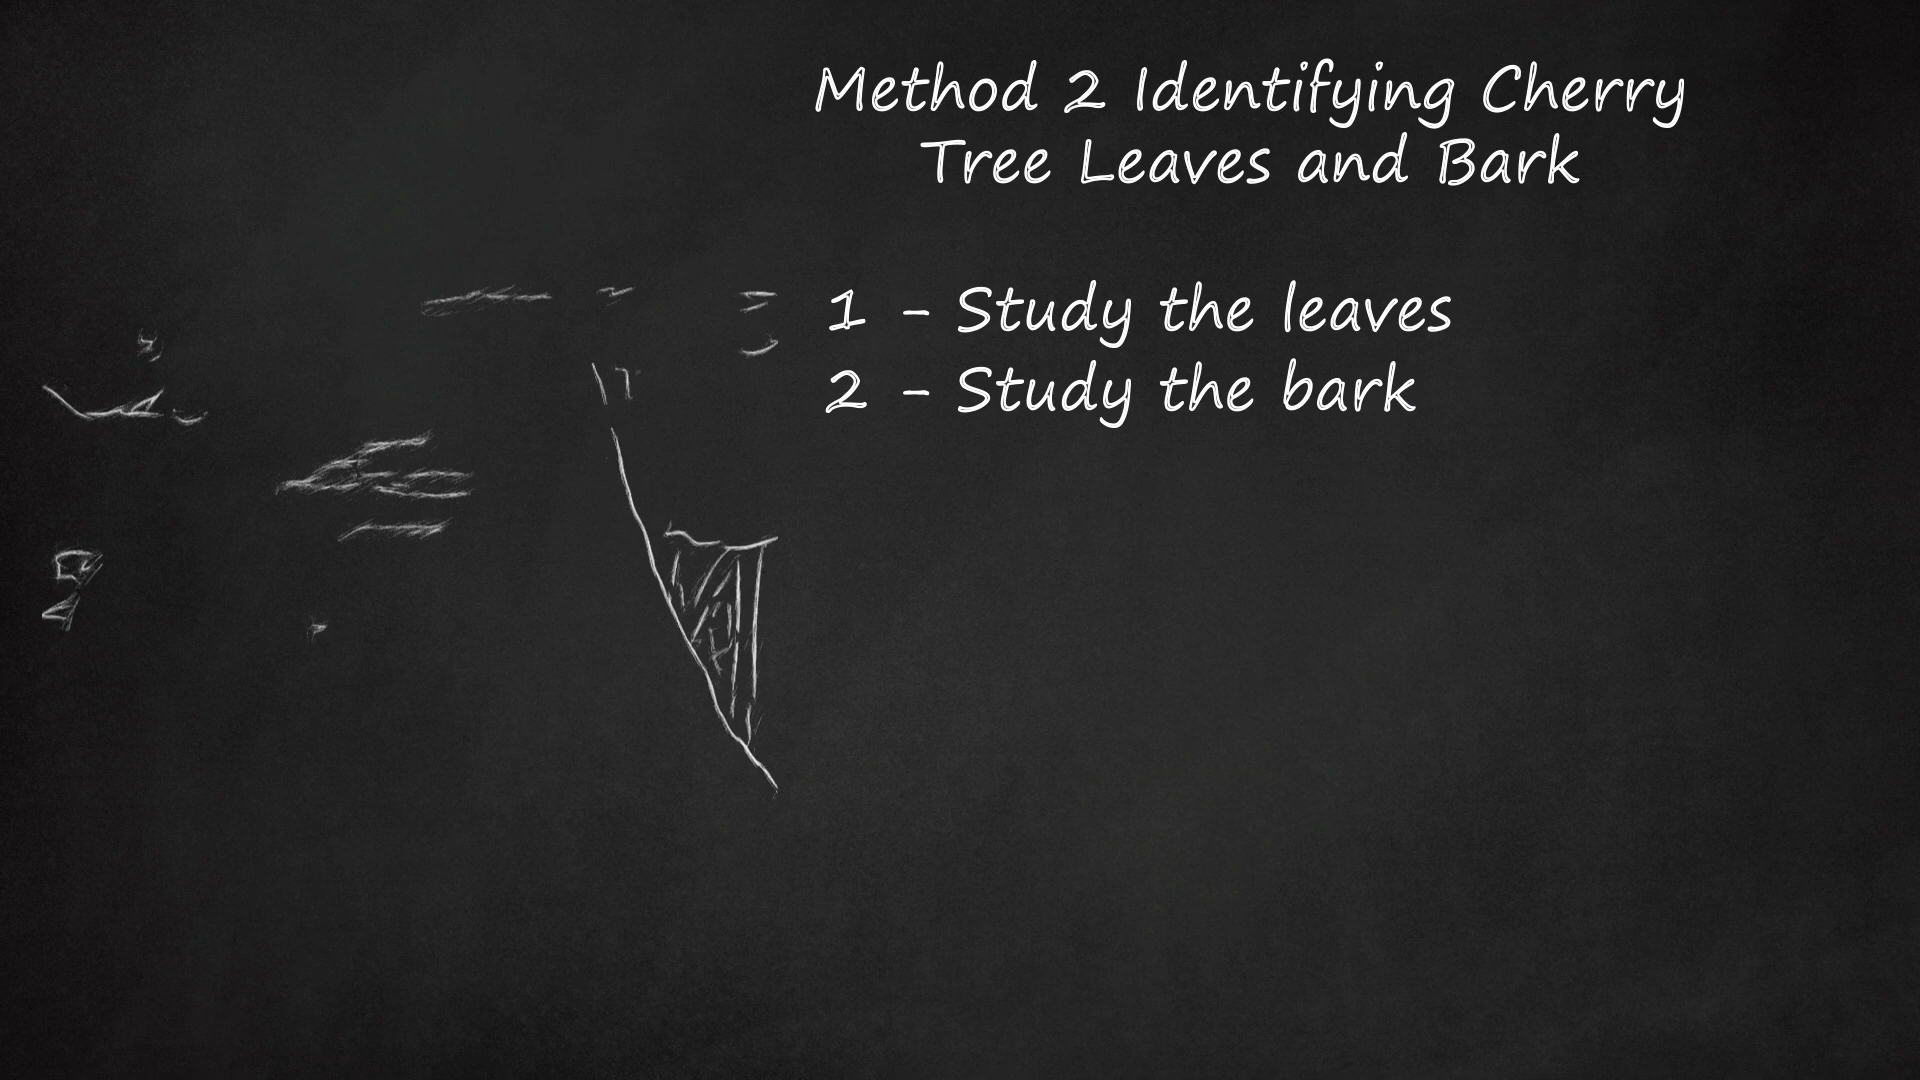 Method 2 Identifying Cherry
Tree Leaves and Bark
1 - Study the leaves
2 - Study the bark